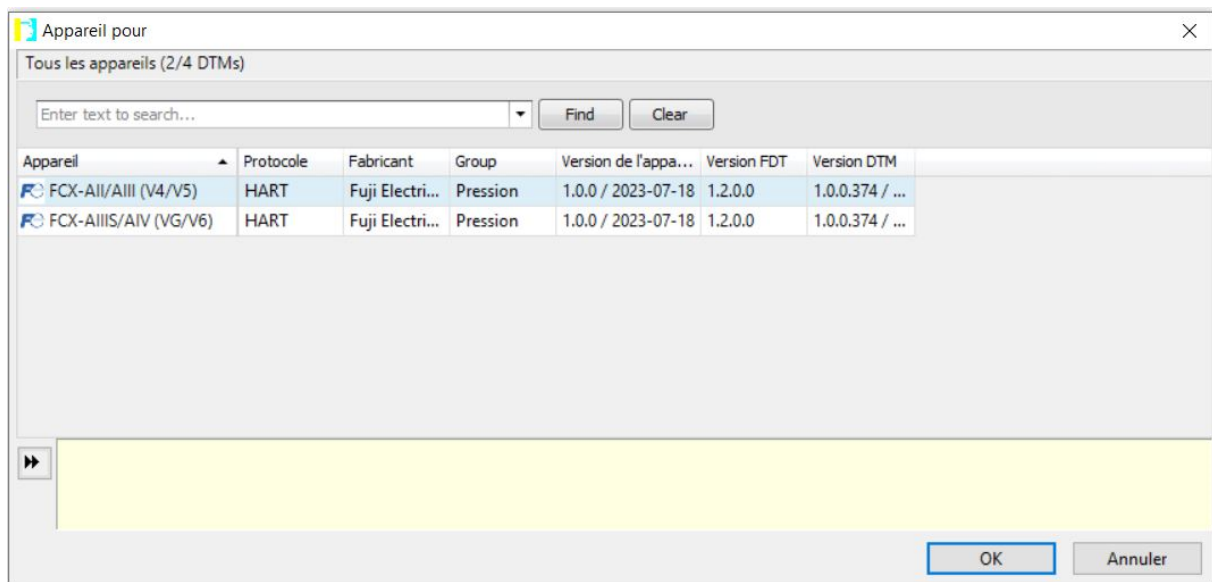 Appareil pour
Tous les appareils (2/4 DTMs)
Enter text to search... Find Clear
Appareil Protocole Fabricant Group Version de l'appa... Version FDT Version DTM
FCX-AII/AIII (V4/V5) HART Fuji Electri... Pression 1.0.0 / 2023-07-18 1.2.0.0 1.0.0.374 / ...
FCX-AIIIS/AIV (VG/V6) HART Fuji Electri... Pression 1.0.0 / 2023-07-18 1.2.0.0 1.0.0.374 / ...
OK Annuler